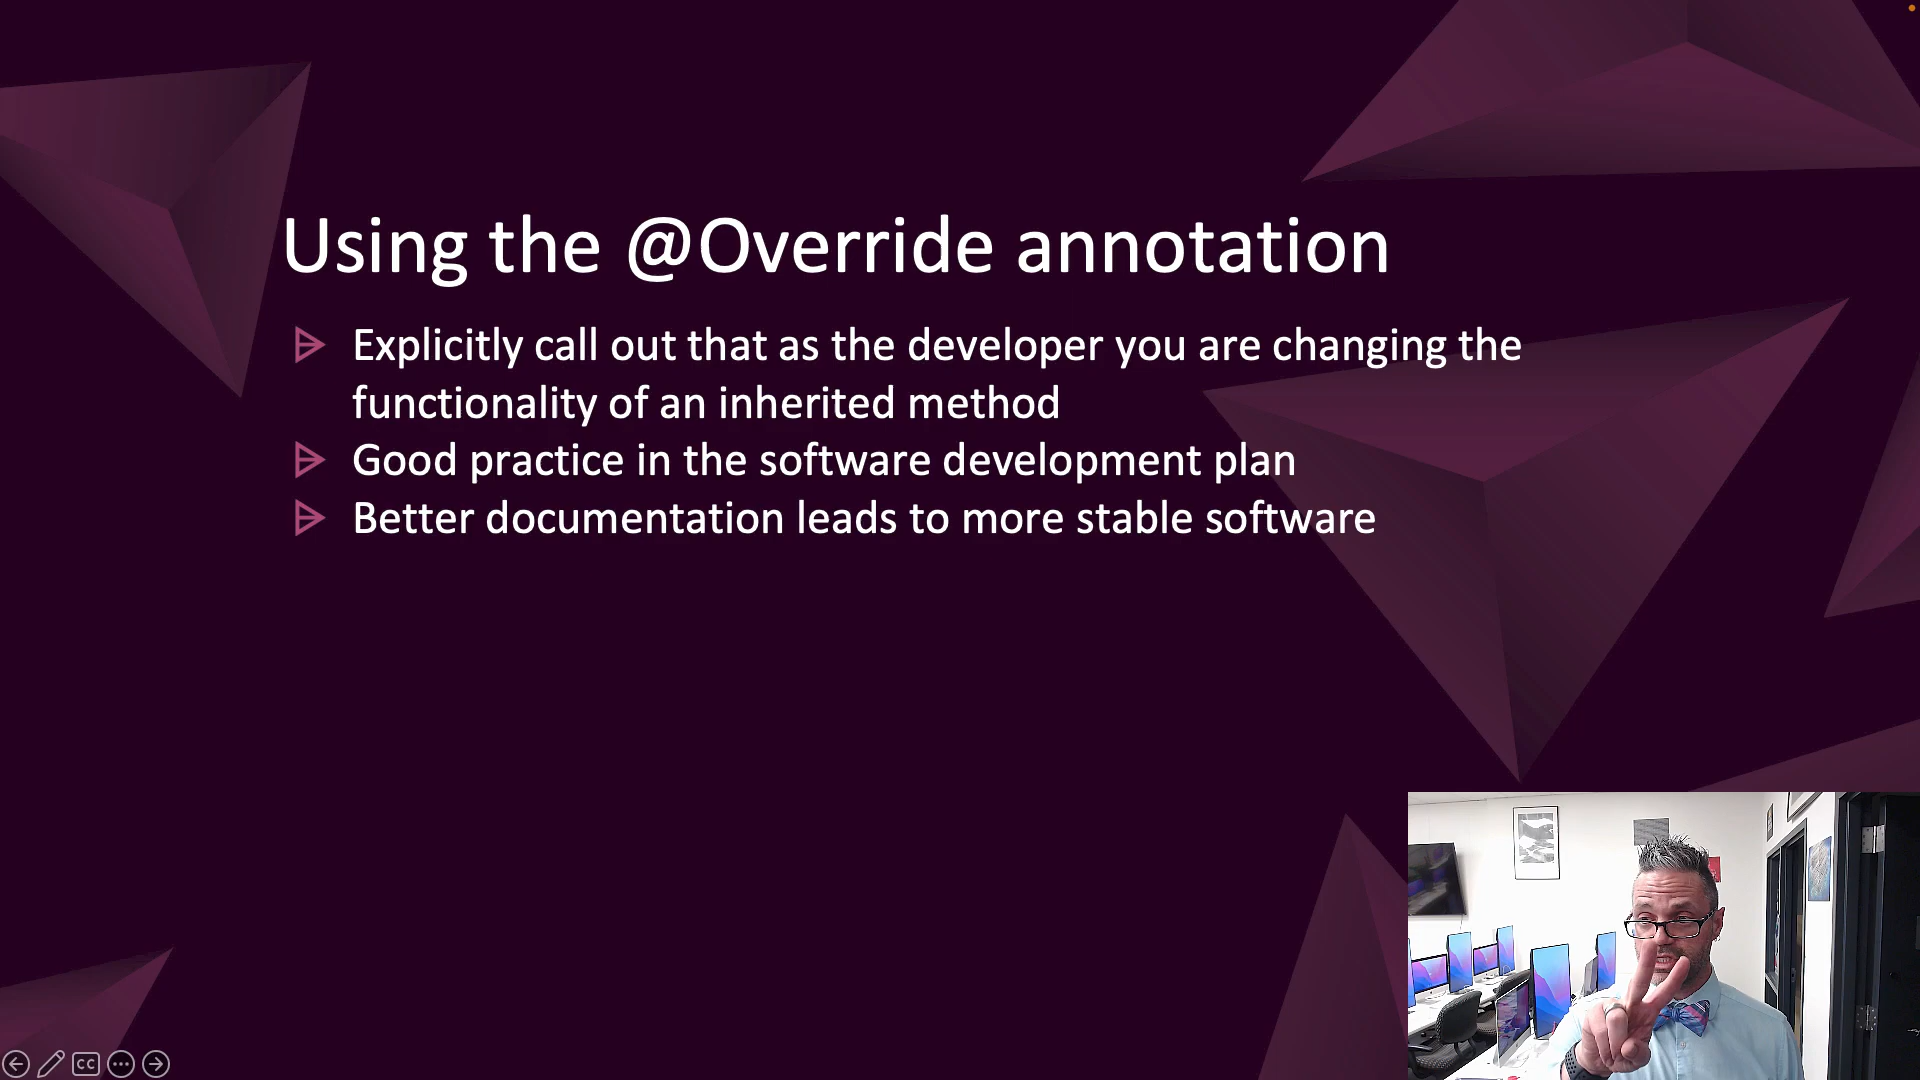 Using the @Override annotation
Explicitly call out that as the developer you are changing the
functionality of an inherited method
Good practice in the software development plan
Better documentation leads to more stable software
CC